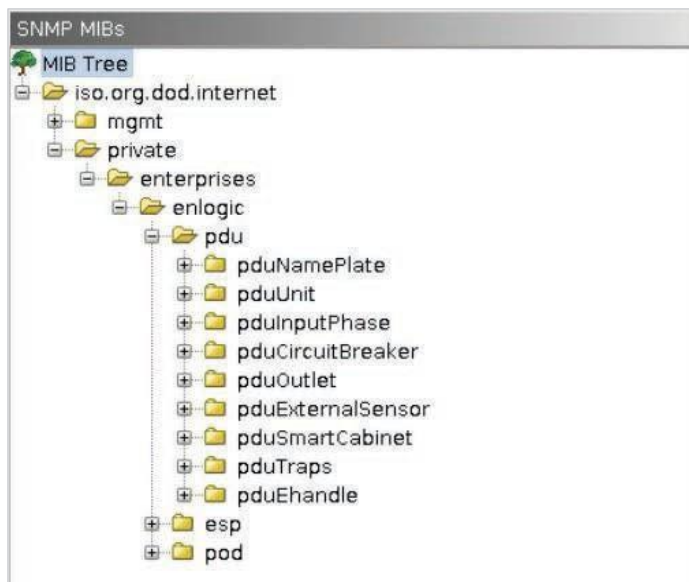 SNMP MIBs
MIB Tree
iso.org.dod.internet
mgmt
private
enterprises
enlogic
pdu
pduNamePlate
pduUnit
pduInputPhase
pduCircuitBreaker
pduOutlet
pduExternalSensor
pduSmartCabinet
pduTraps
pduEhandle
esp
pod